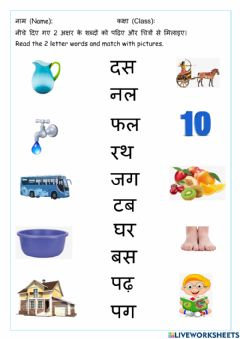 नाम (Name): कक्षा (Class):
नीचे दिए गए 2 अक्षर के शब्दों को पढ़िए और चित्रों से मिलाइए।
Read the 2 letter words and match with pictures.
दस
नल
फल
10
रथ
जग
टब
घर
बस
पढ़
पग
LIVEWORKSHEETS